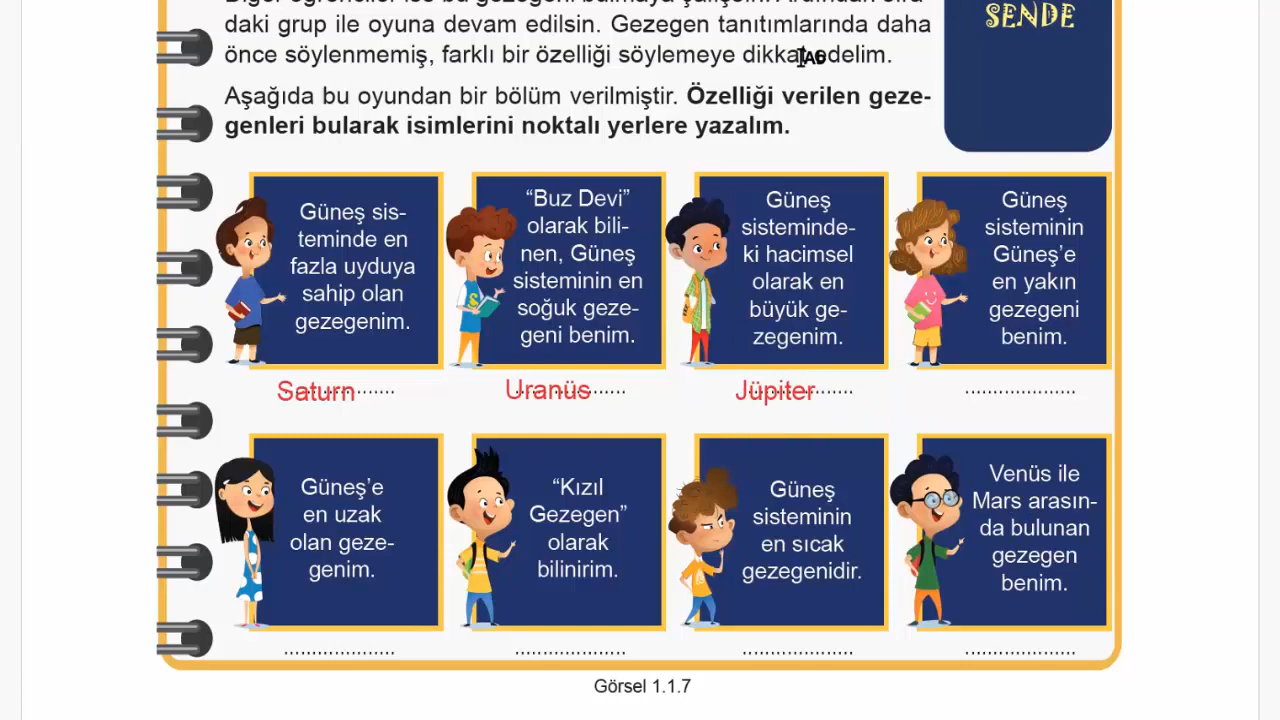 daki grup ile oyuna devam edilsin. Gezegen tanıtımlarında daha
önce söylenmemiş, farklı bir özelliği söylemeye dikkat edelim.
SENDE
Aşağıda bu oyundan bir bölüm verilmiştir. Özelliği verilen geze-
genleri bularak isimlerini noktalı yerlere yazalım.
Güneş sis-
teminde en
fazla uyduya
sahip olan
gezegenim.
Saturn
“Buz Devi”
olarak bili-
nen, Güneş
sisteminin en
soğuk geze-
geni benim.
Uranüs
Güneş
sisteminde-
ki hacimsel
olarak en
büyük ge-
zegenim.
Jüpiter
Güneş
sisteminin
Güneş’e
en yakın
gezegeni
benim.
....................
Güneş’e
en uzak
olan geze-
genim.
....................
“Kızıl
Gezegen”
olarak
bilinirim.
....................
Güneş
sisteminin
en sıcak
gezegenidir.
....................
Venüs ile
Mars arasın-
da bulunan
gezegen
benim.
....................
Görsel 1.1.7